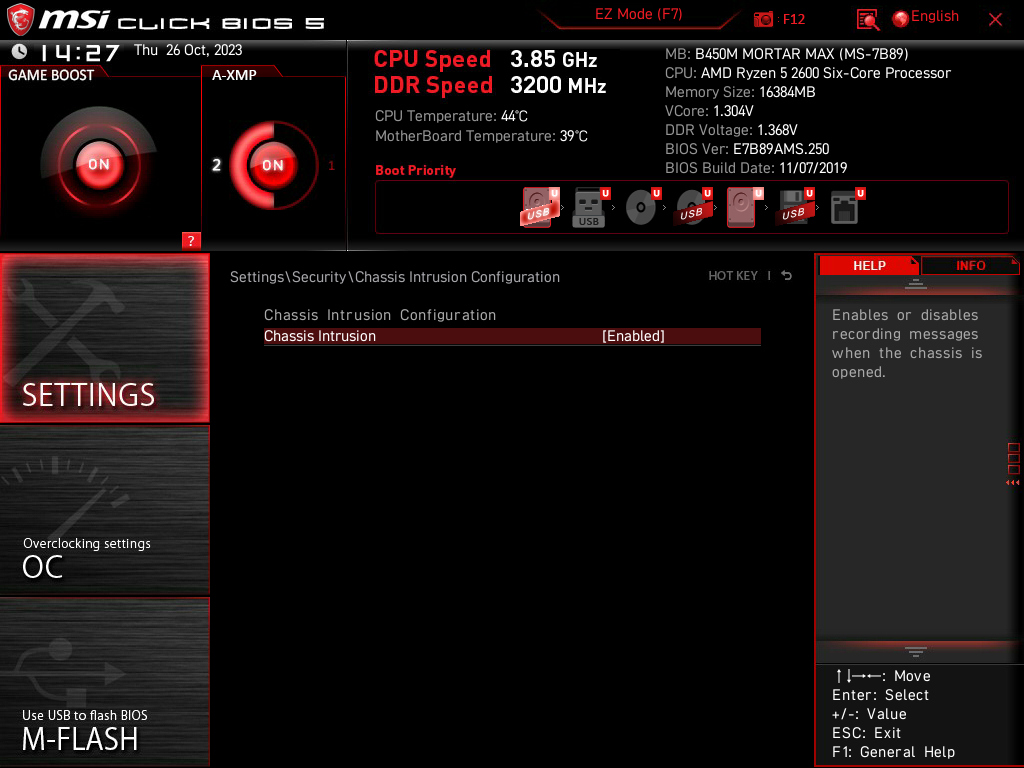 msi CLICK BIOS 5
EZ Mode (F7)
: F12
English
14:27 Thu 26 Oct, 2023
GAME BOOST
ON
?
A-XMP
2
ON
1
CPU Speed 3.85 GHz
DDR Speed 3200 MHz
CPU Temperature: 44°C
MotherBoard Temperature: 39°C
MB: B450M MORTAR MAX (MS-7B89)
CPU: AMD Ryzen 5 2600 Six-Core Processor
Memory Size: 16384MB
VCore: 1.304V
DDR Voltage: 1.368V
BIOS Ver: E7B89AMS.250
BIOS Build Date: 11/07/2019
Boot Priority
U U U U U U U
USB USB USB USB
SETTINGS
Overclocking settings
OC
Use USB to flash BIOS
M-FLASH
Settings\Security\Chassis Intrusion Configuration
HOT KEY |
Chassis Intrusion Configuration
Chassis Intrusion [Enabled]
HELP INFO
Enables or disables
recording messages
when the chassis is
opened.
↑↓→←: Move
Enter: Select
+/-: Value
ESC: Exit
F1: General Help